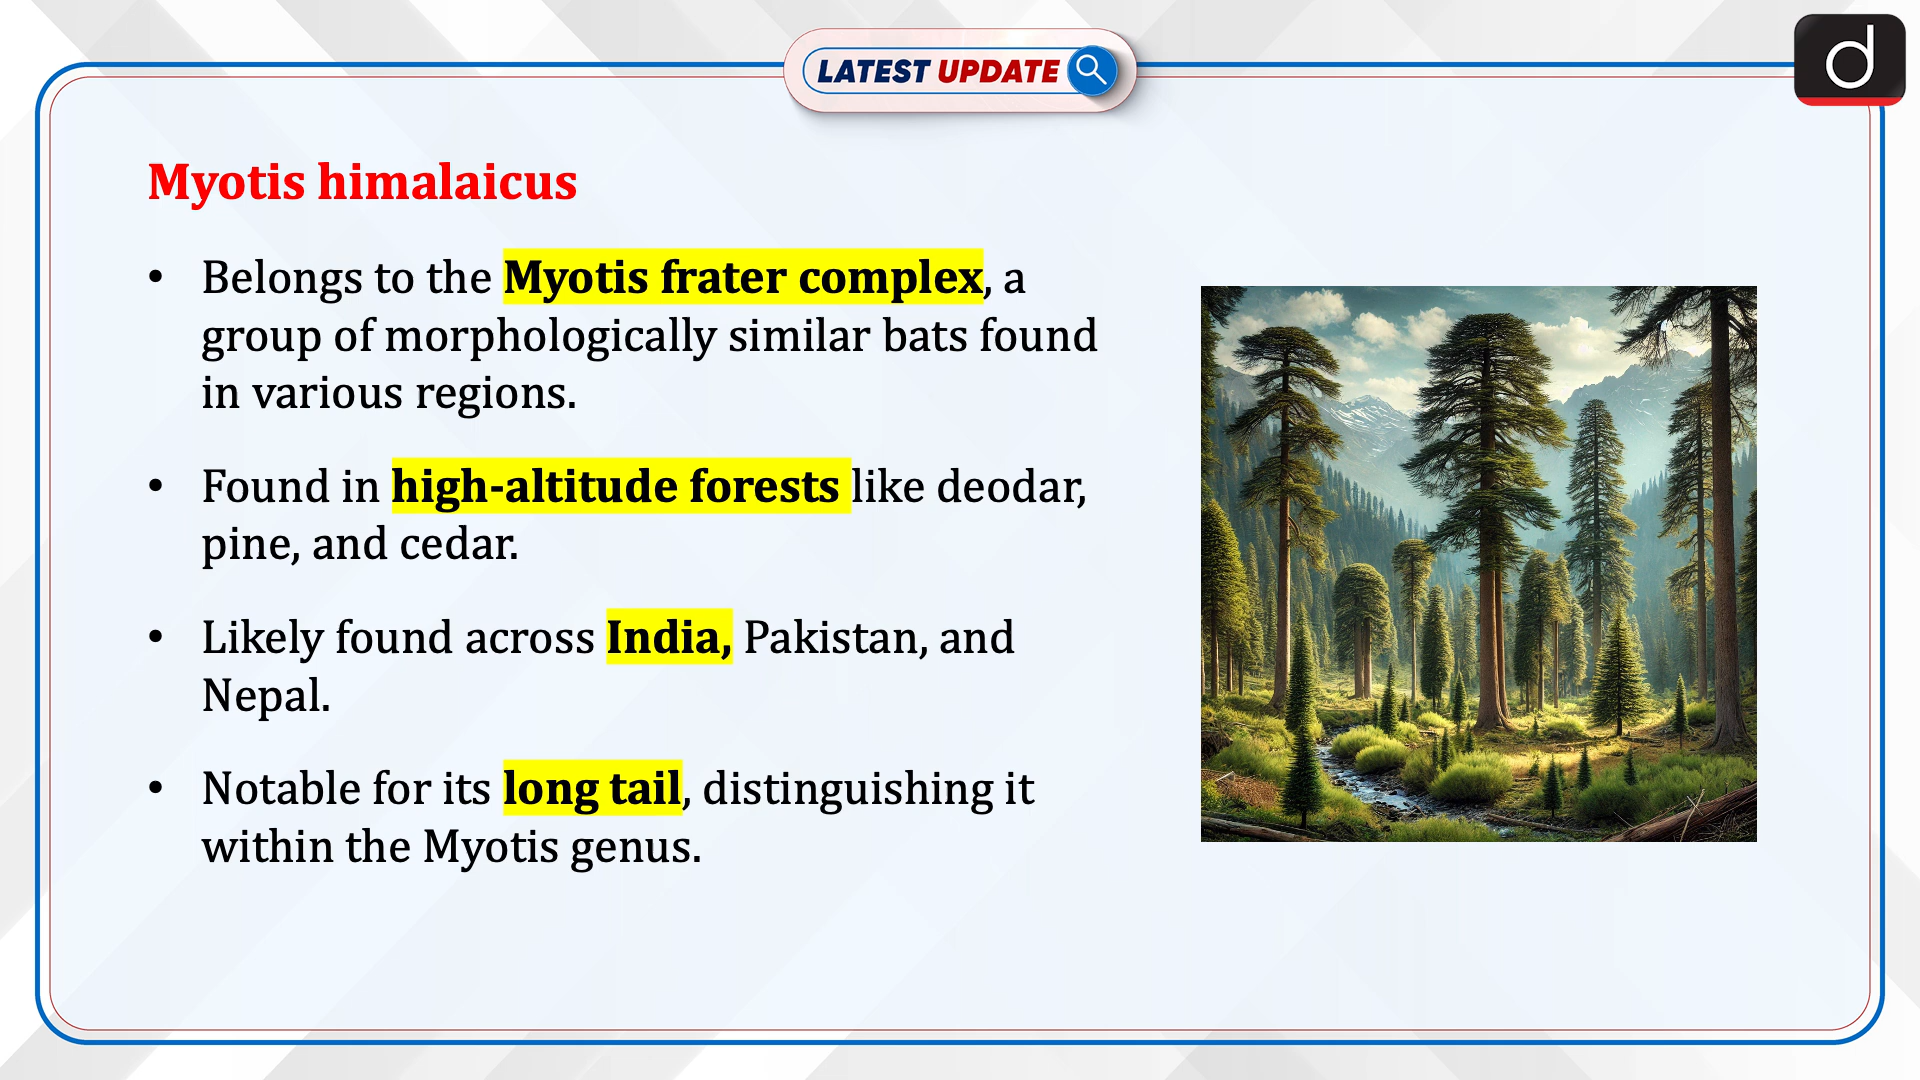 LATEST UPDATE
d
Myotis himalaicus
• Belongs to the Myotis frater complex, a
group of morphologically similar bats found
in various regions.
• Found in high-altitude forests like deodar,
pine, and cedar.
• Likely found across India, Pakistan, and
Nepal.
• Notable for its long tail, distinguishing it
within the Myotis genus.